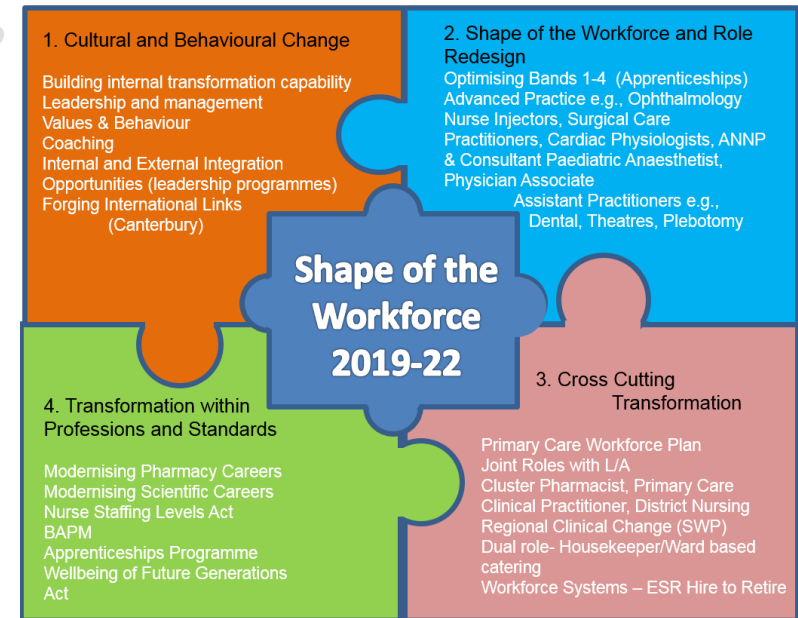 1. Cultural and Behavioural Change
Building internal transformation capability
Leadership and management
Values & Behaviour
Coaching
Internal and External Integration
Opportunities (leadership programmes)
Forging International Links
(Canterbury)
2. Shape of the Workforce and Role
Redesign
Optimising Bands 1-4 (Apprenticeships)
Advanced Practice e.g., Ophthalmology
Nurse Injectors, Surgical Care
Practitioners, Cardiac Physiologists, ANNP
& Consultant Paediatric Anaesthetist,
Physician Associate
Assistant Practitioners e.g.,
Dental, Theatres, Plebotomy
Shape of the
Workforce
2019-22
3. Cross Cutting
Transformation
Primary Care Workforce Plan
Joint Roles with L/A
Cluster Pharmacist, Primary Care
Clinical Practitioner, District Nursing
Regional Clinical Change (SWP)
Dual role- Housekeeper/Ward based
catering
Workforce Systems – ESR Hire to Retire
4. Transformation within
Professions and Standards
Modernising Pharmacy Careers
Modernising Scientific Careers
Nurse Staffing Levels Act
BAPM
Apprenticeships Programme
Wellbeing of Future Generations
Act